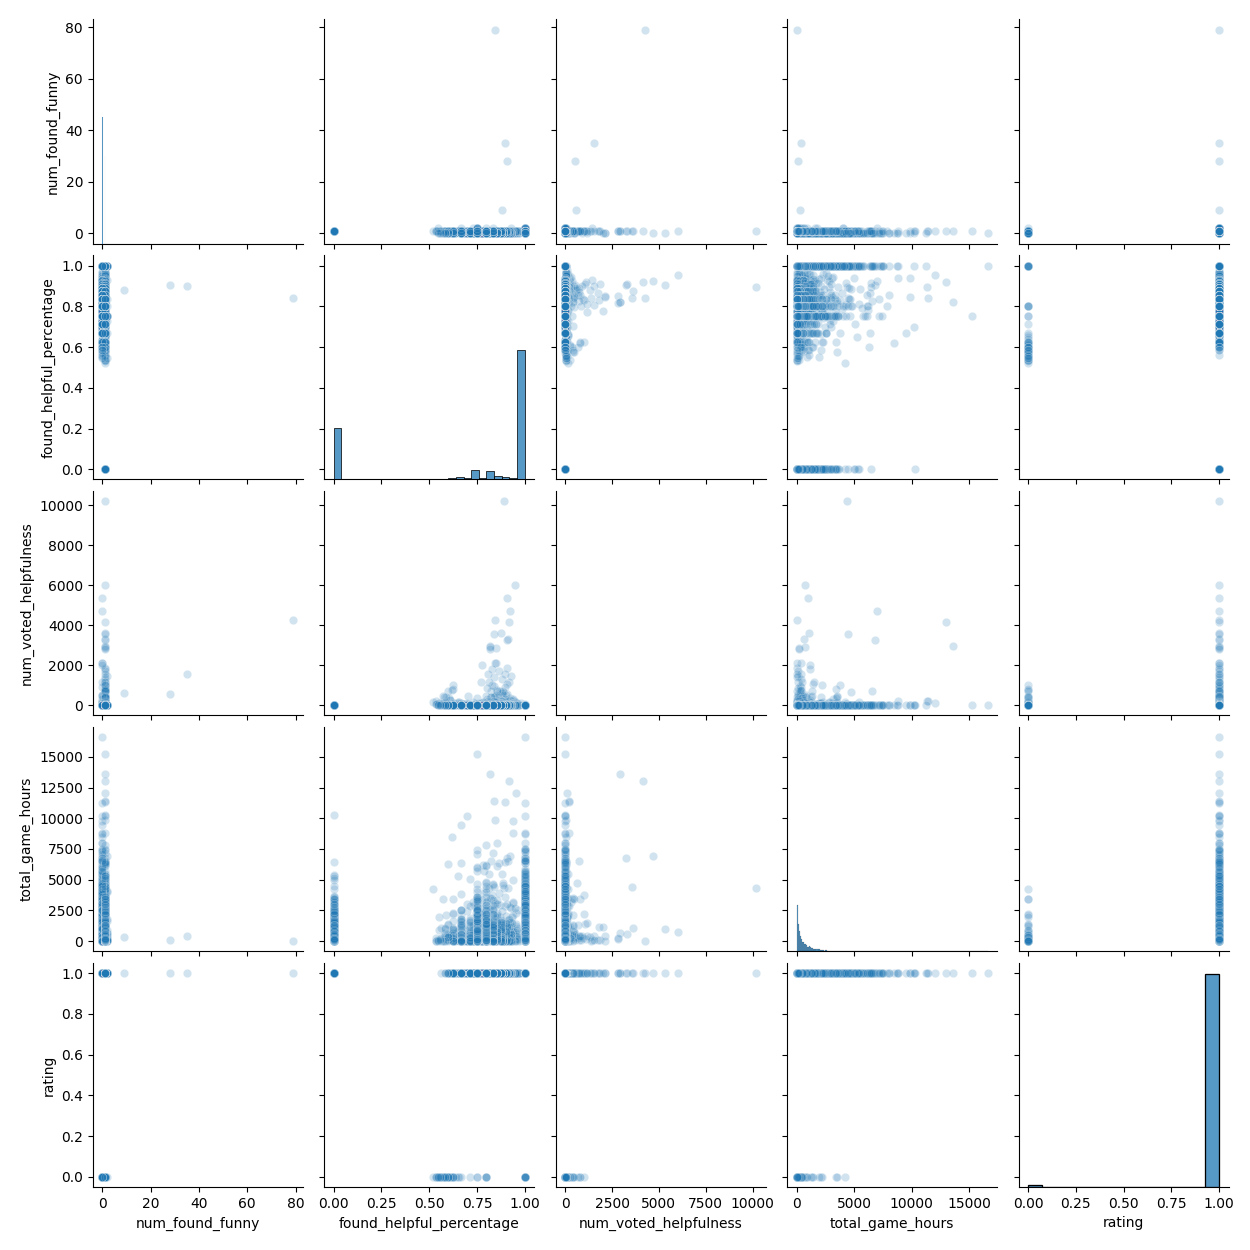 80
60
40
20
0
num_found_funny
1.0
0.8
0.6
0.4
0.2
0.0
found_helpful_percentage
10000
8000
6000
4000
2000
0
num_voted_helpfulness
15000
12500
10000
7500
5000
2500
0
total_game_hours
1.0
0.8
0.6
0.4
0.2
0.0
rating
0 20 40 60 80
num_found_funny
0.00 0.25 0.50 0.75 1.00
found_helpful_percentage
0 2500 5000 7500 10000
num_voted_helpfulness
0 5000 10000 15000
total_game_hours
0.00 0.25 0.50 0.75 1.00
rating